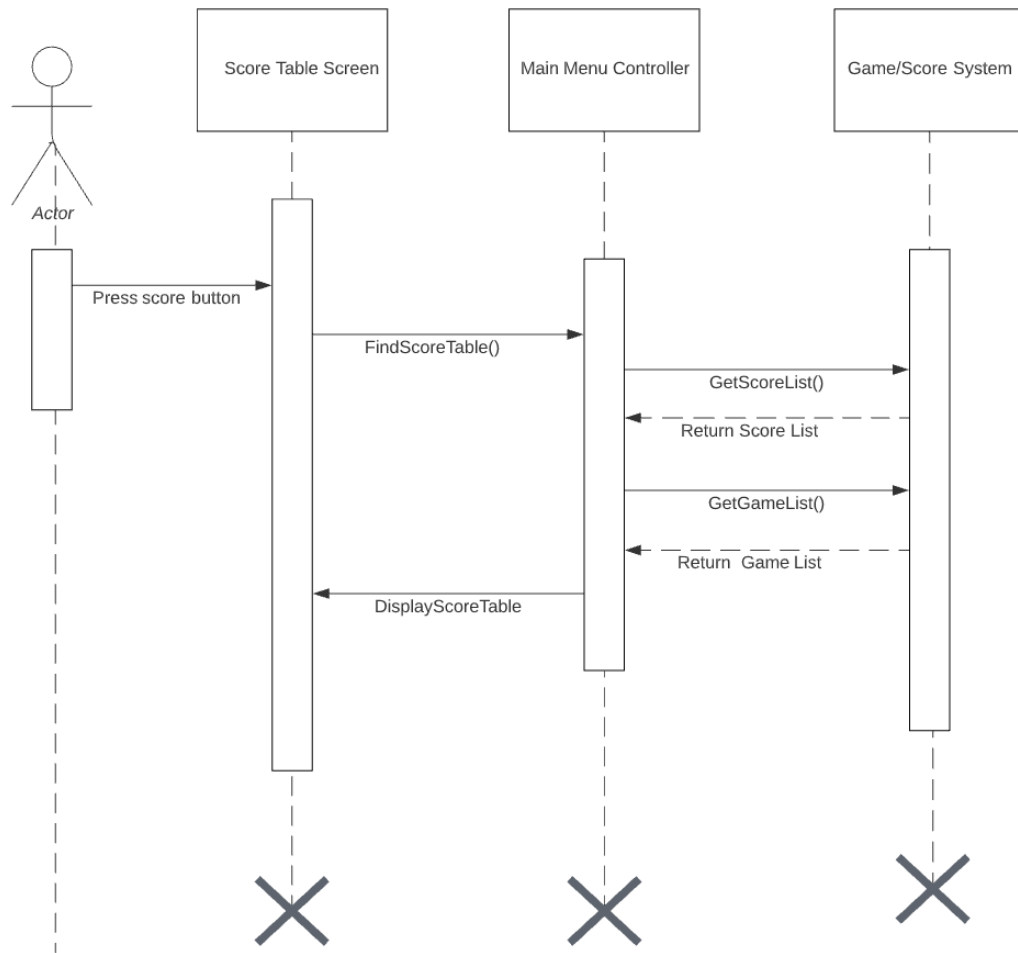 Score Table Screen
Main Menu Controller
Game/Score System
Actor
Press score button
FindScoreTable()
GetScoreList()
Return Score List
GetGameList()
Return Game List
DisplayScoreTable